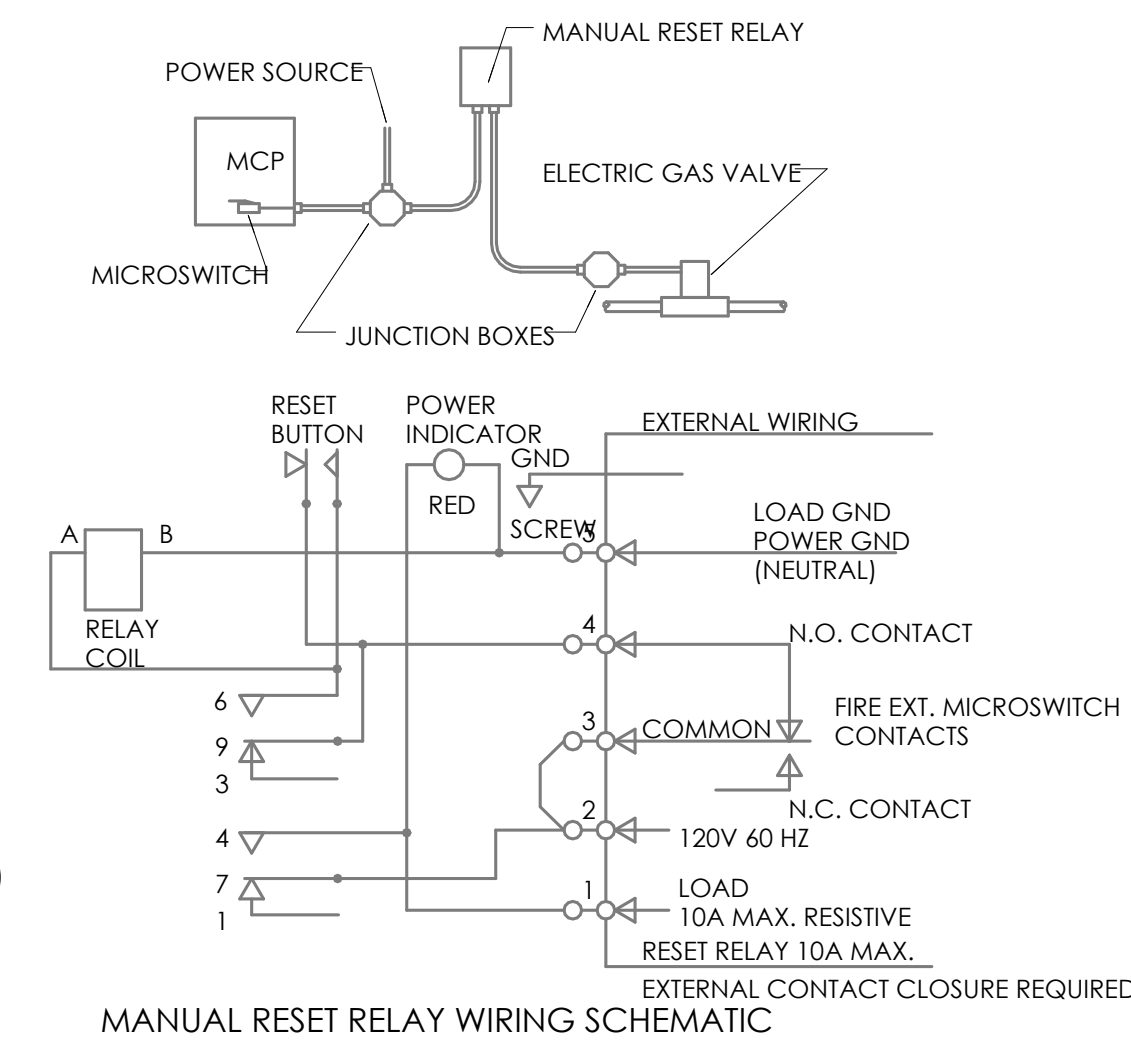 MANUAL RESET RELAY
POWER SOURCE
MCP
ELECTRIC GAS VALVE
MICROSWITCH
JUNCTION BOXES
RESET
BUTTON
POWER
INDICATOR
RED
GND
SCREW
EXTERNAL WIRING
A
B
RELAY
COIL
5
LOAD GND
POWER GND
(NEUTRAL)
4
N.O. CONTACT
6
9
3
3
COMMON
FIRE EXT. MICROSWITCH
CONTACTS
N.C. CONTACT
2
120V 60 HZ
4
7
1
1
LOAD
10A MAX. RESISTIVE
RESET RELAY 10A MAX.
EXTERNAL CONTACT CLOSURE REQUIRED
MANUAL RESET RELAY WIRING SCHEMATIC